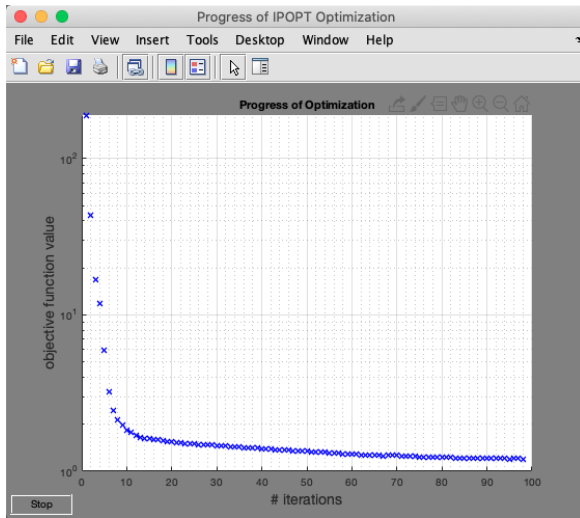 Progress of IPOPT Optimization
File Edit View Insert Tools Desktop Window Help
Progress of Optimization
objective function value
10²
10¹
10⁰
0 10 20 30 40 50 60 70 80 90 100
# iterations
Stop